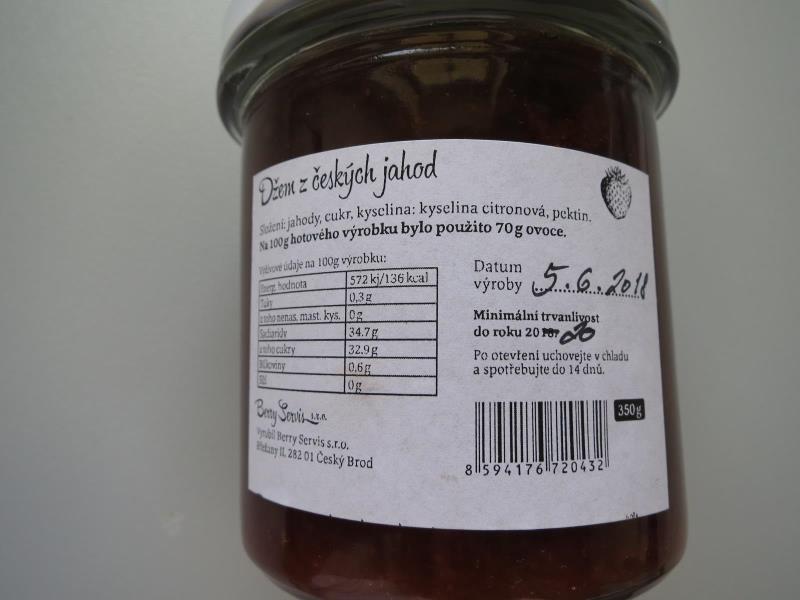 Džem z českých jahod
Složení: jahody, cukr, kyselina: kyselina citronová, pektin.
Na 100g hotového výrobku bylo použito 70g ovoce.
Výživové údaje na 100g výrobku:
Energ. hodnota 572 kj/136 kcal
Tuky 0,3g
z toho nenas. mast. kys. 0g
Sacharidy 34.7g
z toho cukry 32.9g
Bílkoviny 0,6g
Sůl 0g
Berry Servis s.r.o.
Vyrobil Berry Servis s.r.o.
282 01 Český Brod
Datum
výroby 5.6.2018
Minimální trvanlivost
do roku 20 20
Po otevření uchovejte v chladu
a spotřebujte do 14 dnů.
350g
8 594176 720432